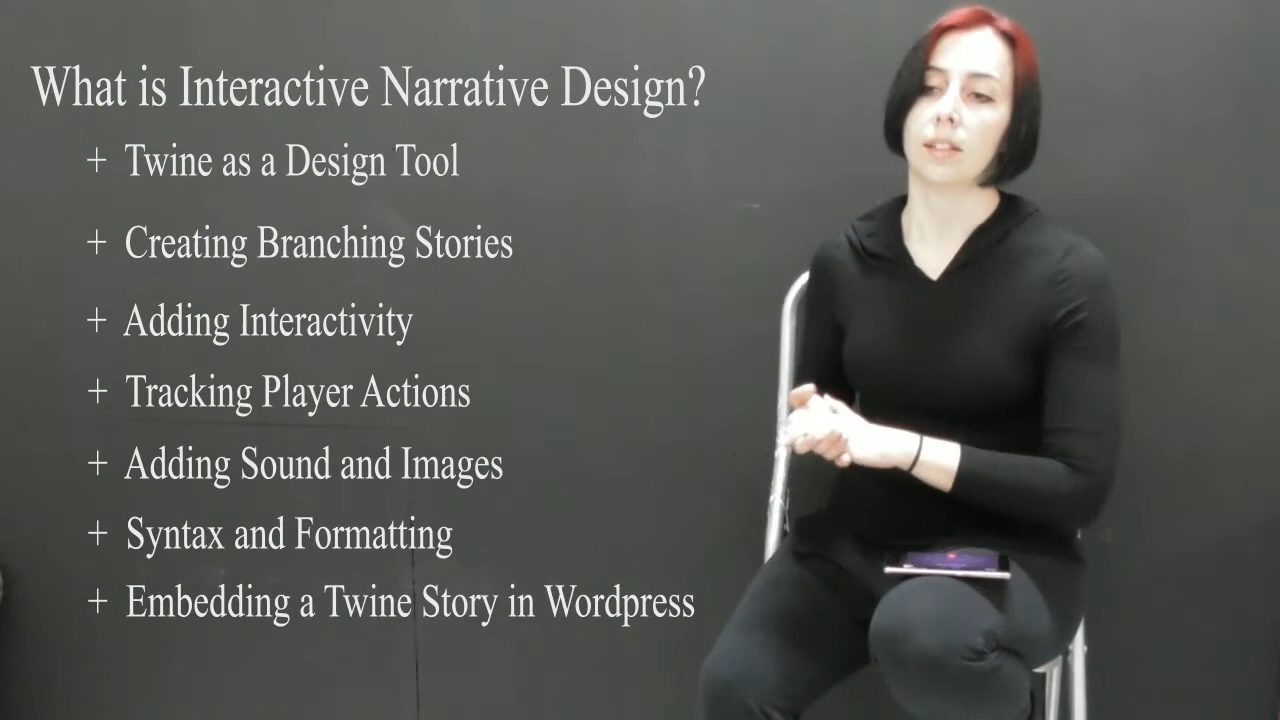 What is Interactive Narrative Design?
+ Twine as a Design Tool
+ Creating Branching Stories
+ Adding Interactivity
+ Tracking Player Actions
+ Adding Sound and Images
+ Syntax and Formatting
+ Embedding a Twine Story in Wordpress